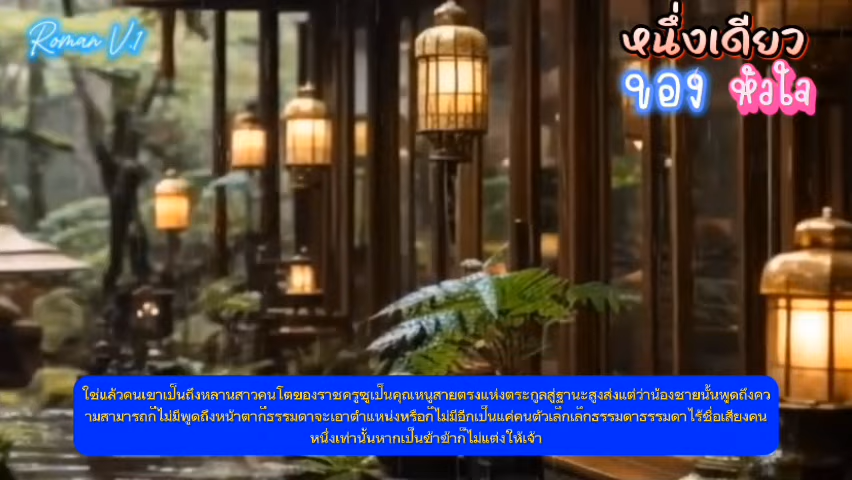 Roman V.1
หนึ่งเดียว
ของ หัวใจ
ใช่แล้วคนเขาเป็นถึงหลานสาวคนโตของราชครูซูเป็นคุณหนูสายตรงแห่งตระกูลสู่ฐานะสูงส่งแต่ว่าน้องชายนั้นพูดถึงคว
ามสามารถก็ไม่มีพูดถึงหน้าตาก็ธรรมดาจะเอาตำแหน่งหรือก็ไม่มีอีกเป็นแค่คนตัวเล็กเล็กธรรมดาธรรมดาไร้ชื่อเสียงคน
หนึ่งเท่านั้นหากเป็นข้าข้าก็ไม่แต่งให้เจ้า